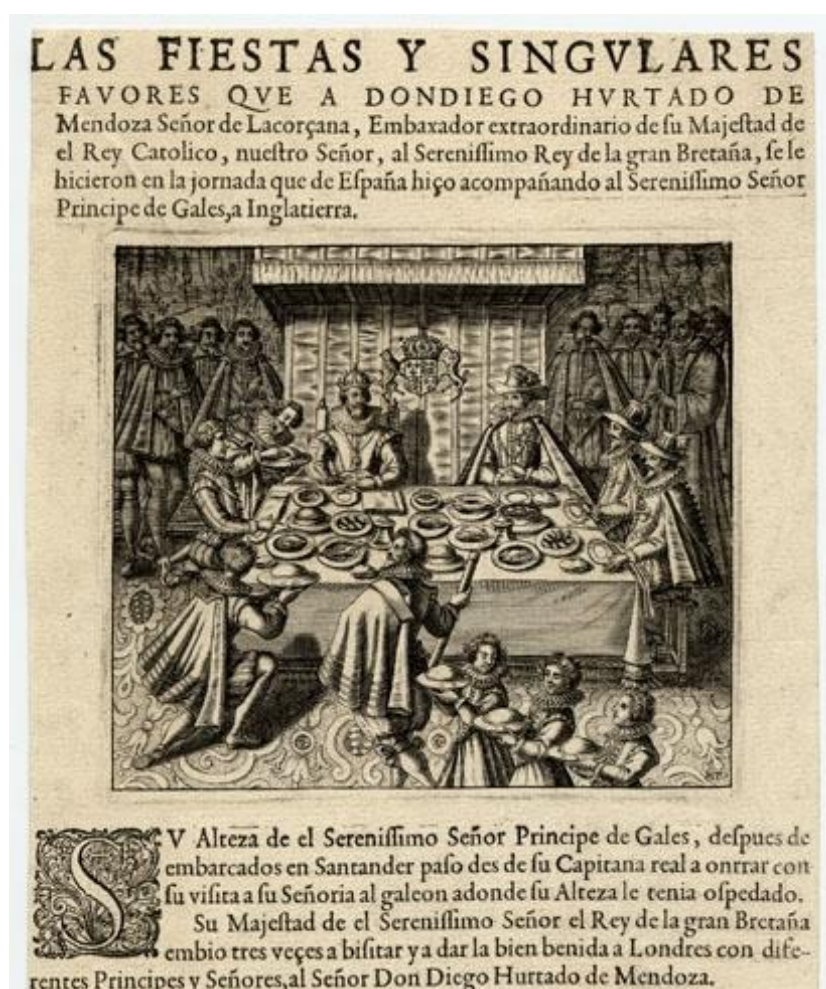 LAS FIESTAS Y SINGVLARES
FAVORES QVE A DONDIEGO HVRTADO DE
Mendoza Señor de Lacorçana, Embaxador extraordinario de ſu Majeſtad de
el Rey Catolico, nueſtro Señor, al Sereniſſimo Rey de la gran Bretaña, ſe le
hicieron en la jornada que de Eſpaña hiço acompañando al Sereniſſimo Señor
Principe de Gales, a Inglatierra.
SV Alteza de el Sereniſſimo Señor Principe de Gales, deſpues de
embarcados en Santander paſo des de ſu Capitana real a onrrar con
ſu viſita a ſu Señoria al galeon adonde ſu Alteza le tenia oſpedado.
Su Majeſtad de el Sereniſſimo Señor el Rey de la gran Bretaña
embio tres veçes a biſitar y a dar la bien benida a Londres con dife-
rentes Principes y Señores, al Señor Don Diego Hurtado de Mendoza.